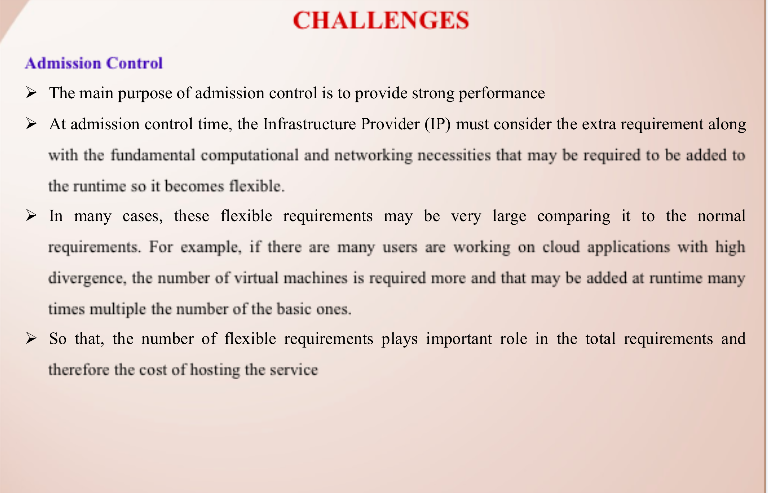 CHALLENGES
Admission Control
➢ The main purpose of admission control is to provide strong performance
➢ At admission control time, the Infrastructure Provider (IP) must consider the extra requirement along
with the fundamental computational and networking necessities that may be required to be added to
the runtime so it becomes flexible.
➢ In many cases, these flexible requirements may be very large comparing it to the normal
requirements. For example, if there are many users are working on cloud applications with high
divergence, the number of virtual machines is required more and that may be added at runtime many
times multiple the number of the basic ones.
➢ So that, the number of flexible requirements plays important role in the total requirements and
therefore the cost of hosting the service